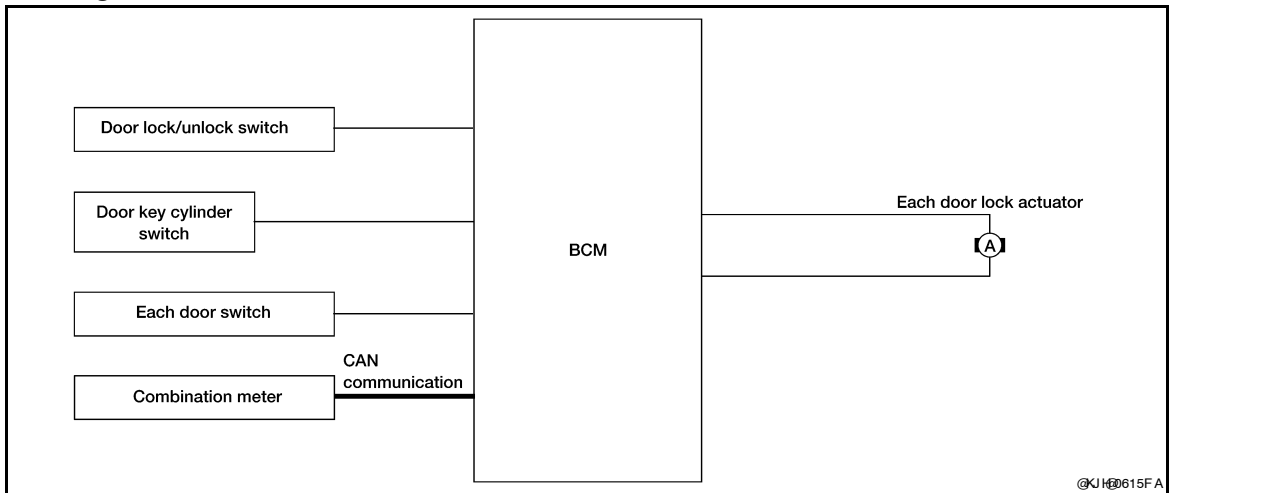 Door lock/unlock switch
Door key cylinder
switch
Each door switch
CAN
communication
Combination meter
BCM
Each door lock actuator
A